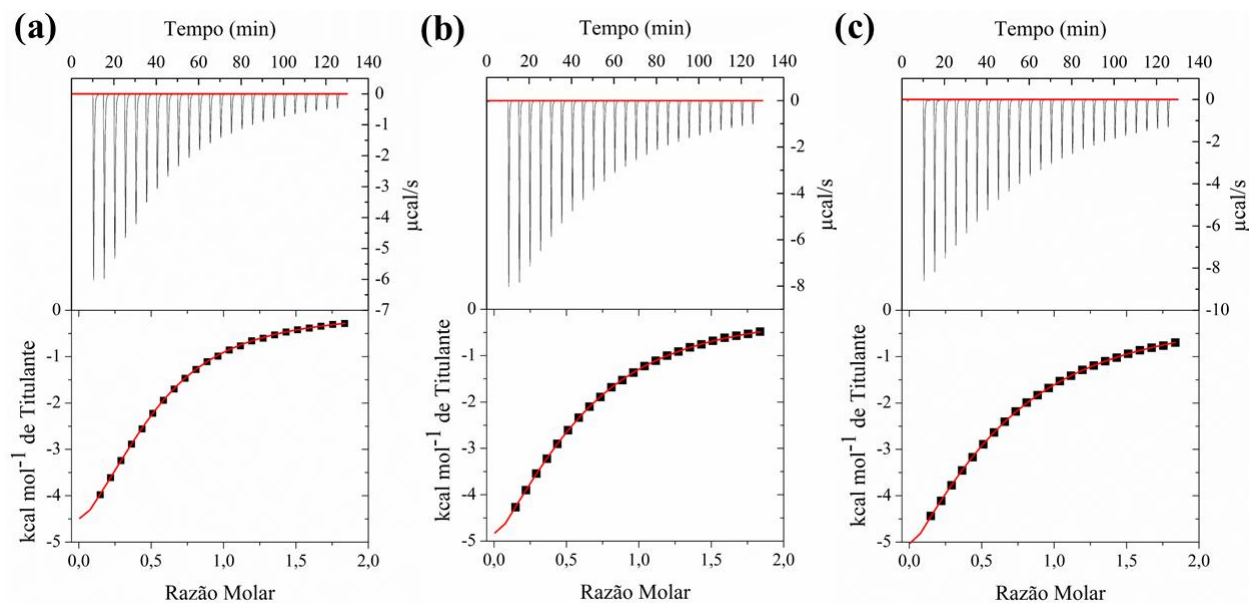 (a)
Tempo (min)
0 20 40 60 80 100 120 140
0
-1
-2
-3
-4
-5
-6
-7
µcal/s
0
-1
-2
-3
-4
-5
kcal mol⁻¹ de Titulante
0,0 0,5 1,0 1,5 2,0
Razão Molar
(b)
Tempo (min)
0 20 40 60 80 100 120 140
0
-2
-4
-6
-8
µcal/s
0
-1
-2
-3
-4
-5
kcal mol⁻¹ de Titulante
0,0 0,5 1,0 1,5 2,0
Razão Molar
(c)
Tempo (min)
0 20 40 60 80 100 120 140
0
-2
-4
-6
-8
-10
µcal/s
0
-1
-2
-3
-4
-5
kcal mol⁻¹ de Titulante
0,0 0,5 1,0 1,5 2,0
Razão Molar